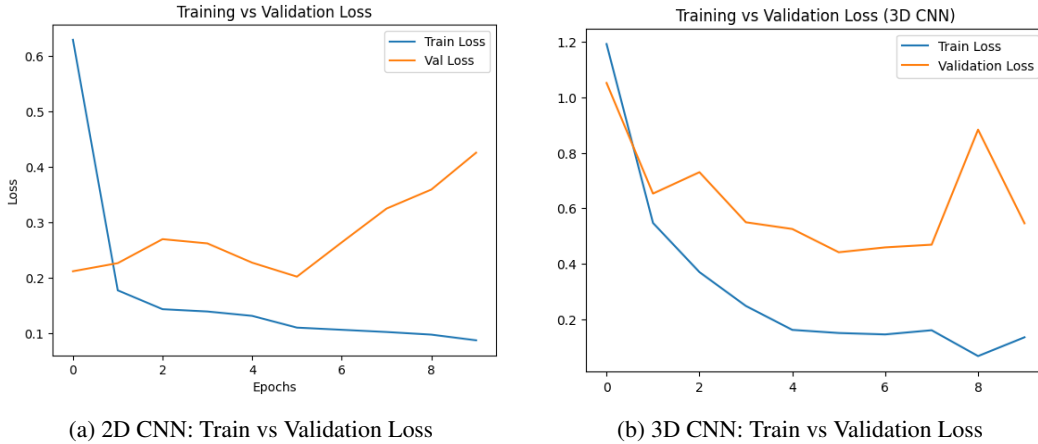 Training vs Validation Loss
Train Loss
Val Loss
0.6
0.5
0.4
0.3
0.2
0.1
Loss
0 2 4 6 8
Epochs
(a) 2D CNN: Train vs Validation Loss
Training vs Validation Loss (3D CNN)
Train Loss
Validation Loss
1.2
1.0
0.8
0.6
0.4
0.2
0 2 4 6 8
(b) 3D CNN: Train vs Validation Loss